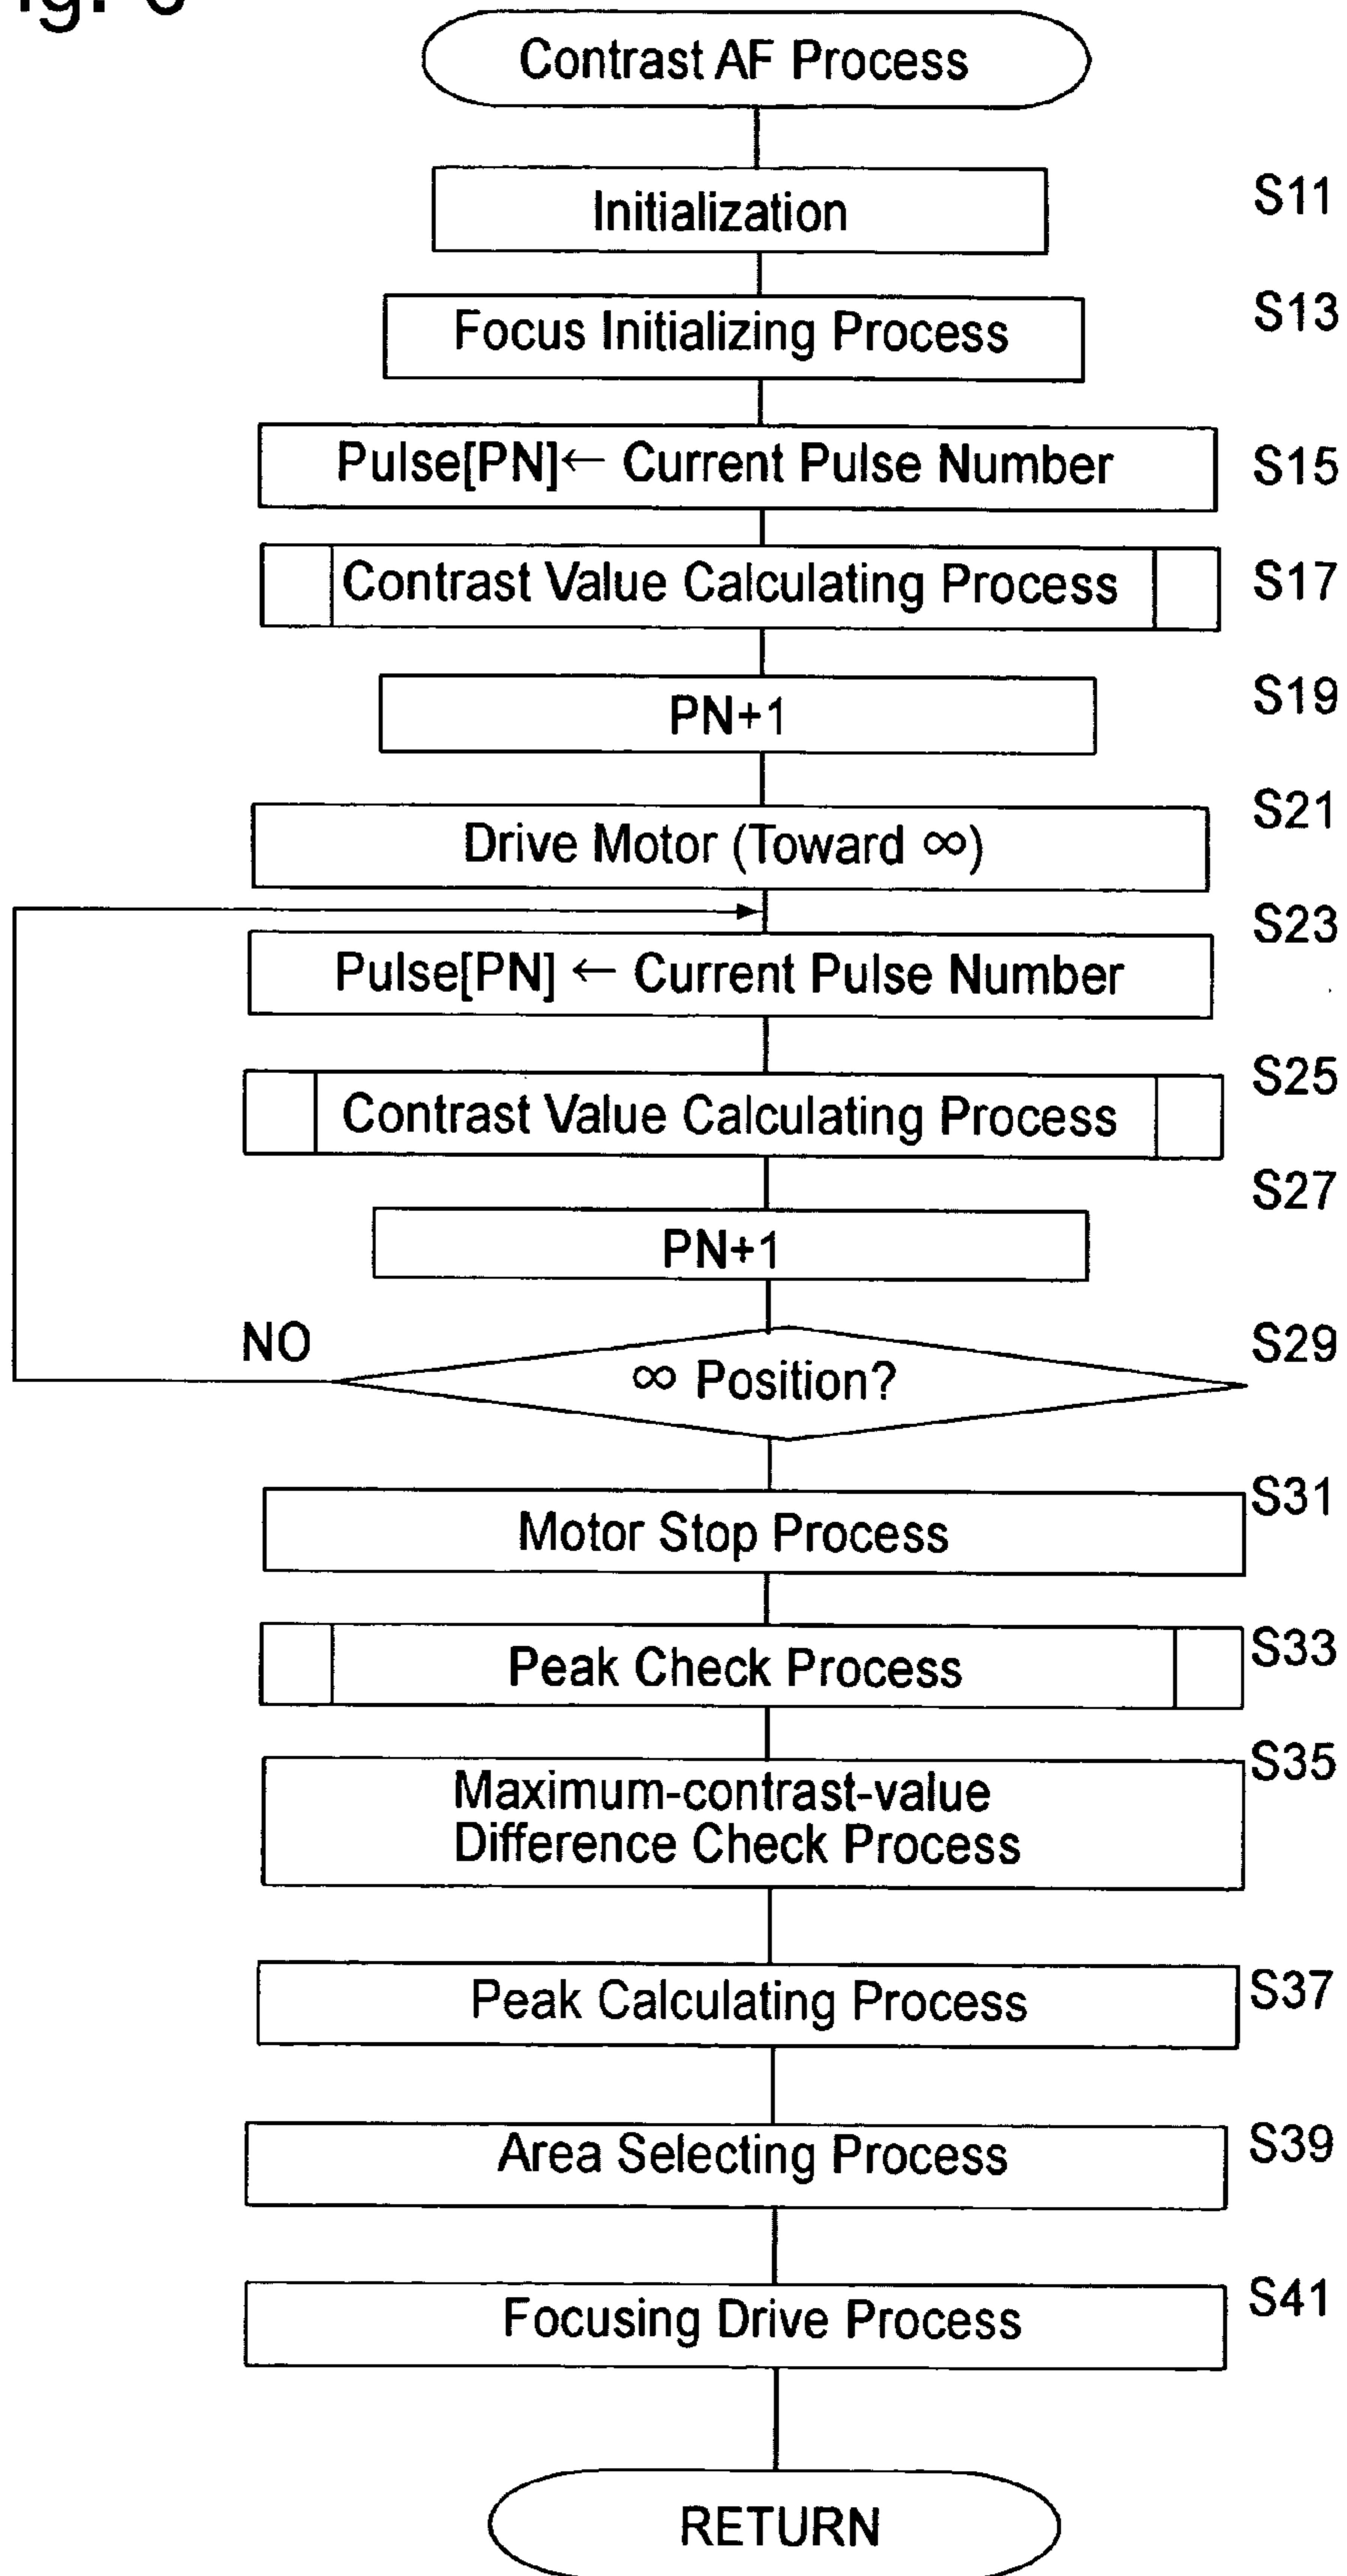 Contrast AF Process
Initialization
S11
Focus Initializing Process
S13
Pulse[PN]← Current Pulse Number
S15
Contrast Value Calculating Process
S17
PN+1
S19
Drive Motor (Toward ∞)
S21
Pulse[PN] ← Current Pulse Number
S23
Contrast Value Calculating Process
S25
PN+1
S27
NO
∞ Position?
S29
Motor Stop Process
S31
Peak Check Process
S33
Maximum-contrast-value
Difference Check Process
S35
Peak Calculating Process
S37
Area Selecting Process
S39
Focusing Drive Process
S41
RETURN